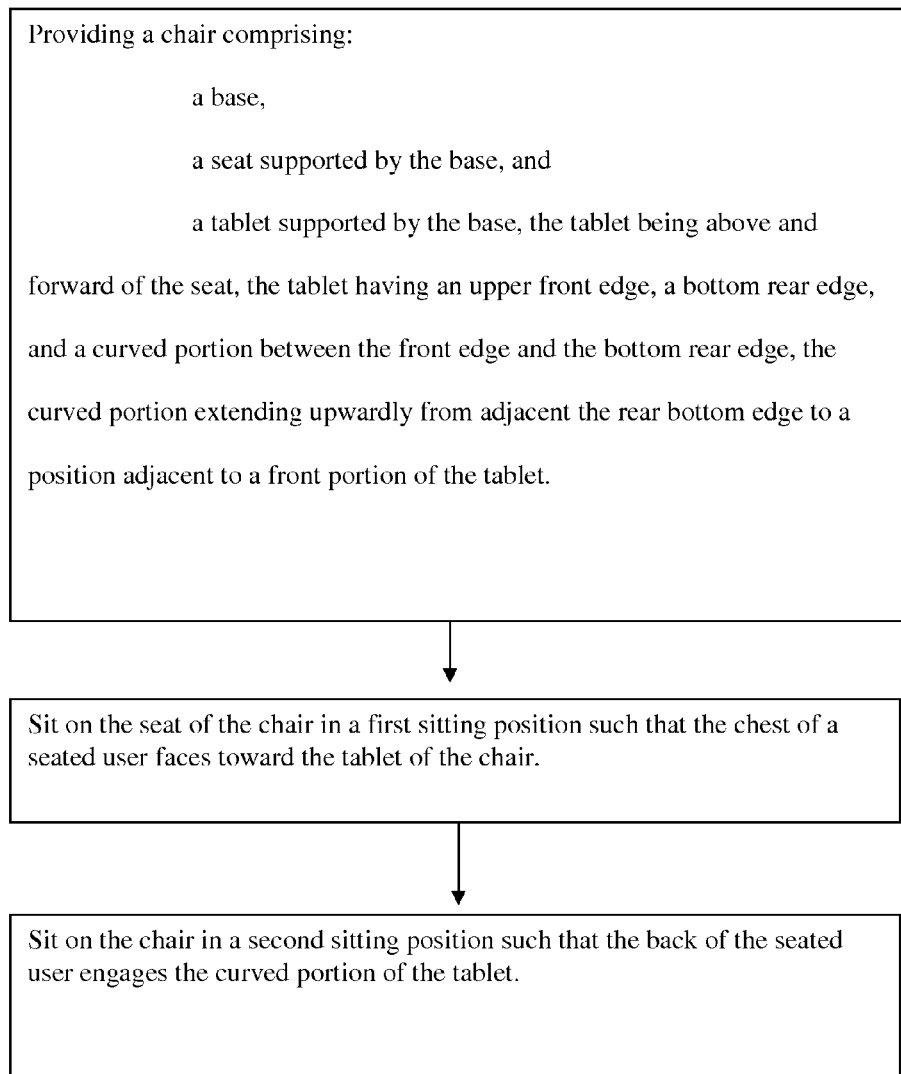 Providing a chair comprising:
a base,
a seat supported by the base, and
a tablet supported by the base, the tablet being above and
forward of the seat, the tablet having an upper front edge, a bottom rear edge,
and a curved portion between the front edge and the bottom rear edge, the
curved portion extending upwardly from adjacent the rear bottom edge to a
position adjacent to a front portion of the tablet.
Sit on the seat of the chair in a first sitting position such that the chest of a
seated user faces toward the tablet of the chair.
Sit on the chair in a second sitting position such that the back of the seated
user engages the curved portion of the tablet.